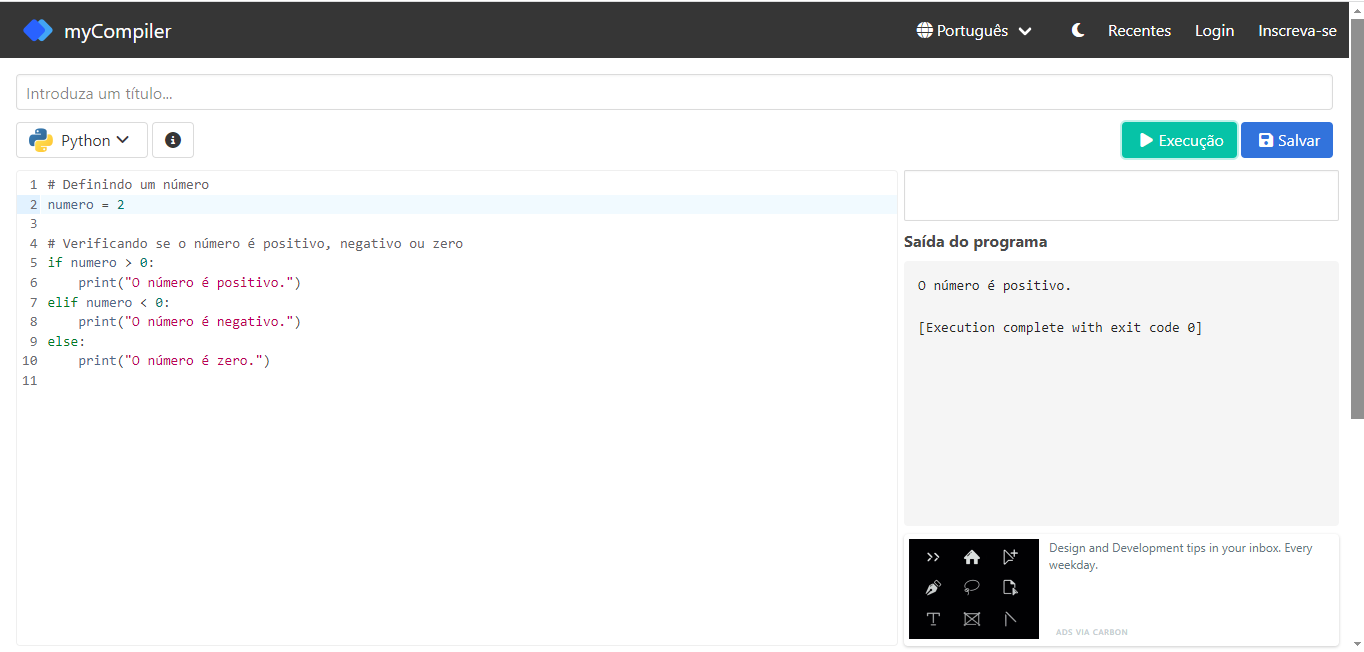 myCompiler
Português
Recentes
Login
Inscreva-se
Introduza um título...
Python
Execução
Salvar
1 # Definindo um número
2 numero = 2
3
4 # Verificando se o número é positivo, negativo ou zero
5 if numero > 0:
6     print("O número é positivo.")
7 elif numero < 0:
8     print("O número é negativo.")
9 else:
10     print("O número é zero.")
11
Saída do programa
O número é positivo.
[Execution complete with exit code 0]
Design and Development tips in your inbox. Every
weekday.
ADS VIA CARBON